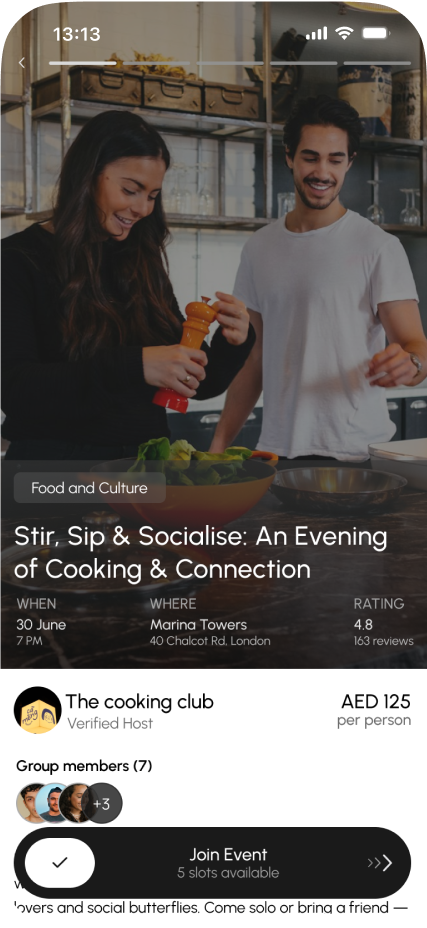 13:13
Food and Culture
Stir, Sip & Socialise: An Evening
of Cooking & Connection
WHEN
30 June
7 PM
WHERE
Marina Towers
40 Chalcot Rd, London
RATING
4.8
163 reviews
The cooking club
Verified Host
AED 125
per person
Group members (7)
+3
Join Event
5 slots available
lovers and social butterflies. Come solo or bring a friend —